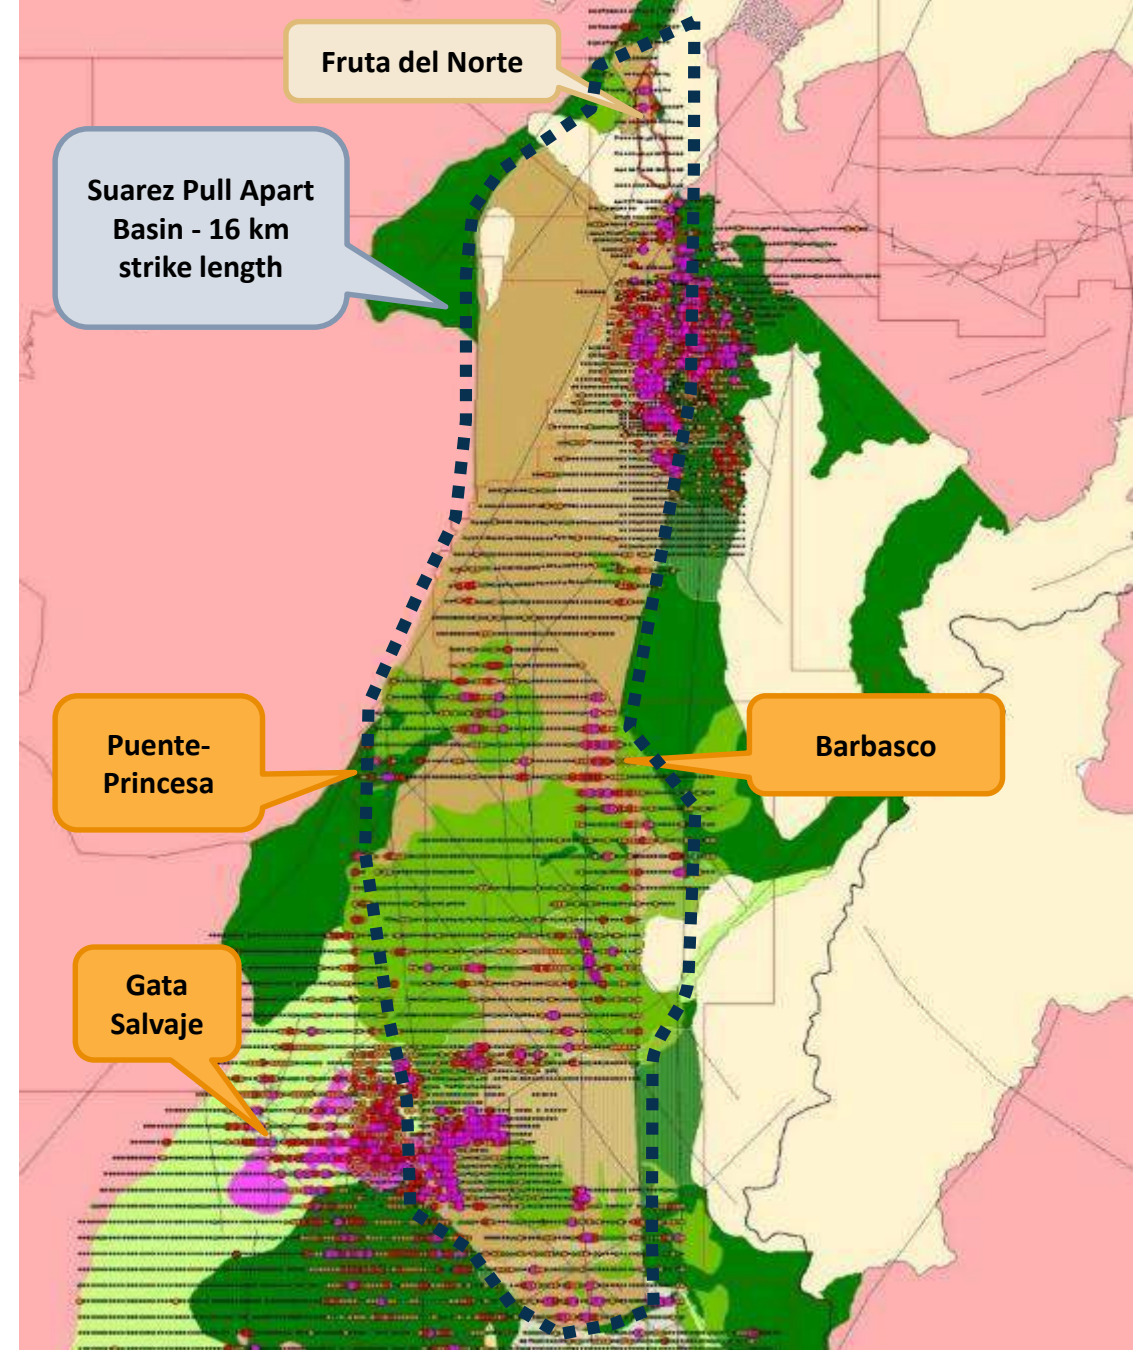 Fruta del Norte
Suarez Pull Apart
Basin - 16 km
strike length
Puente-
Princesa
Barbasco
Gata
Salvaje